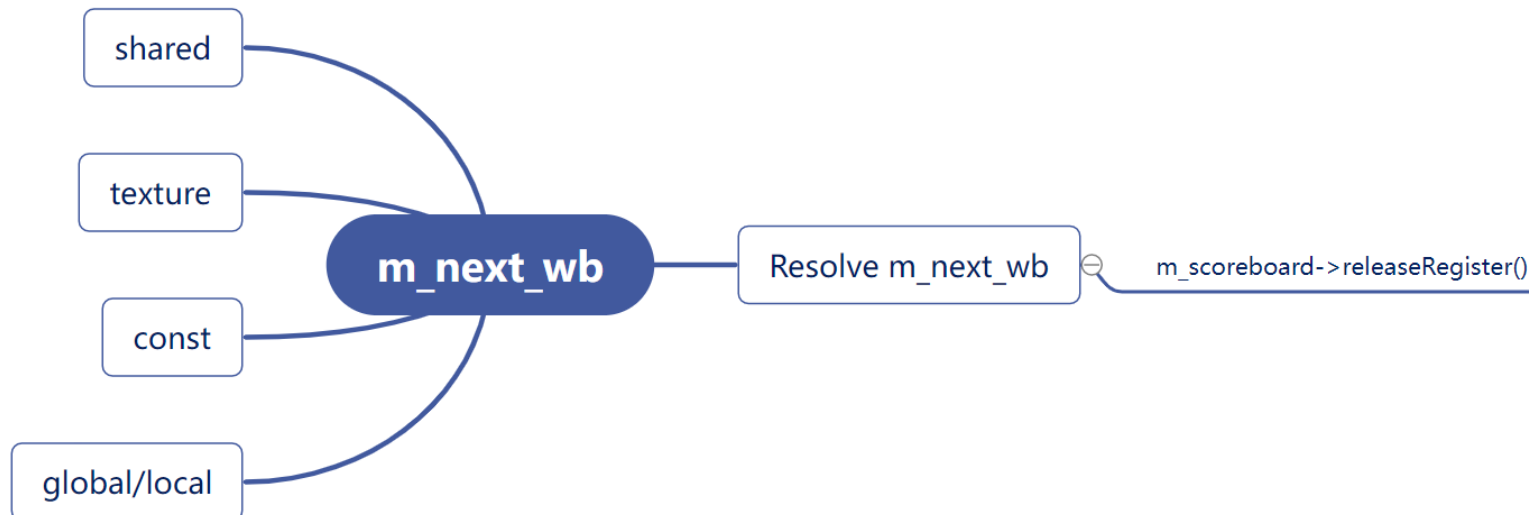 shared
texture
const
global/local
m_next_wb
Resolve m_next_wb
m_scoreboard->releaseRegister()